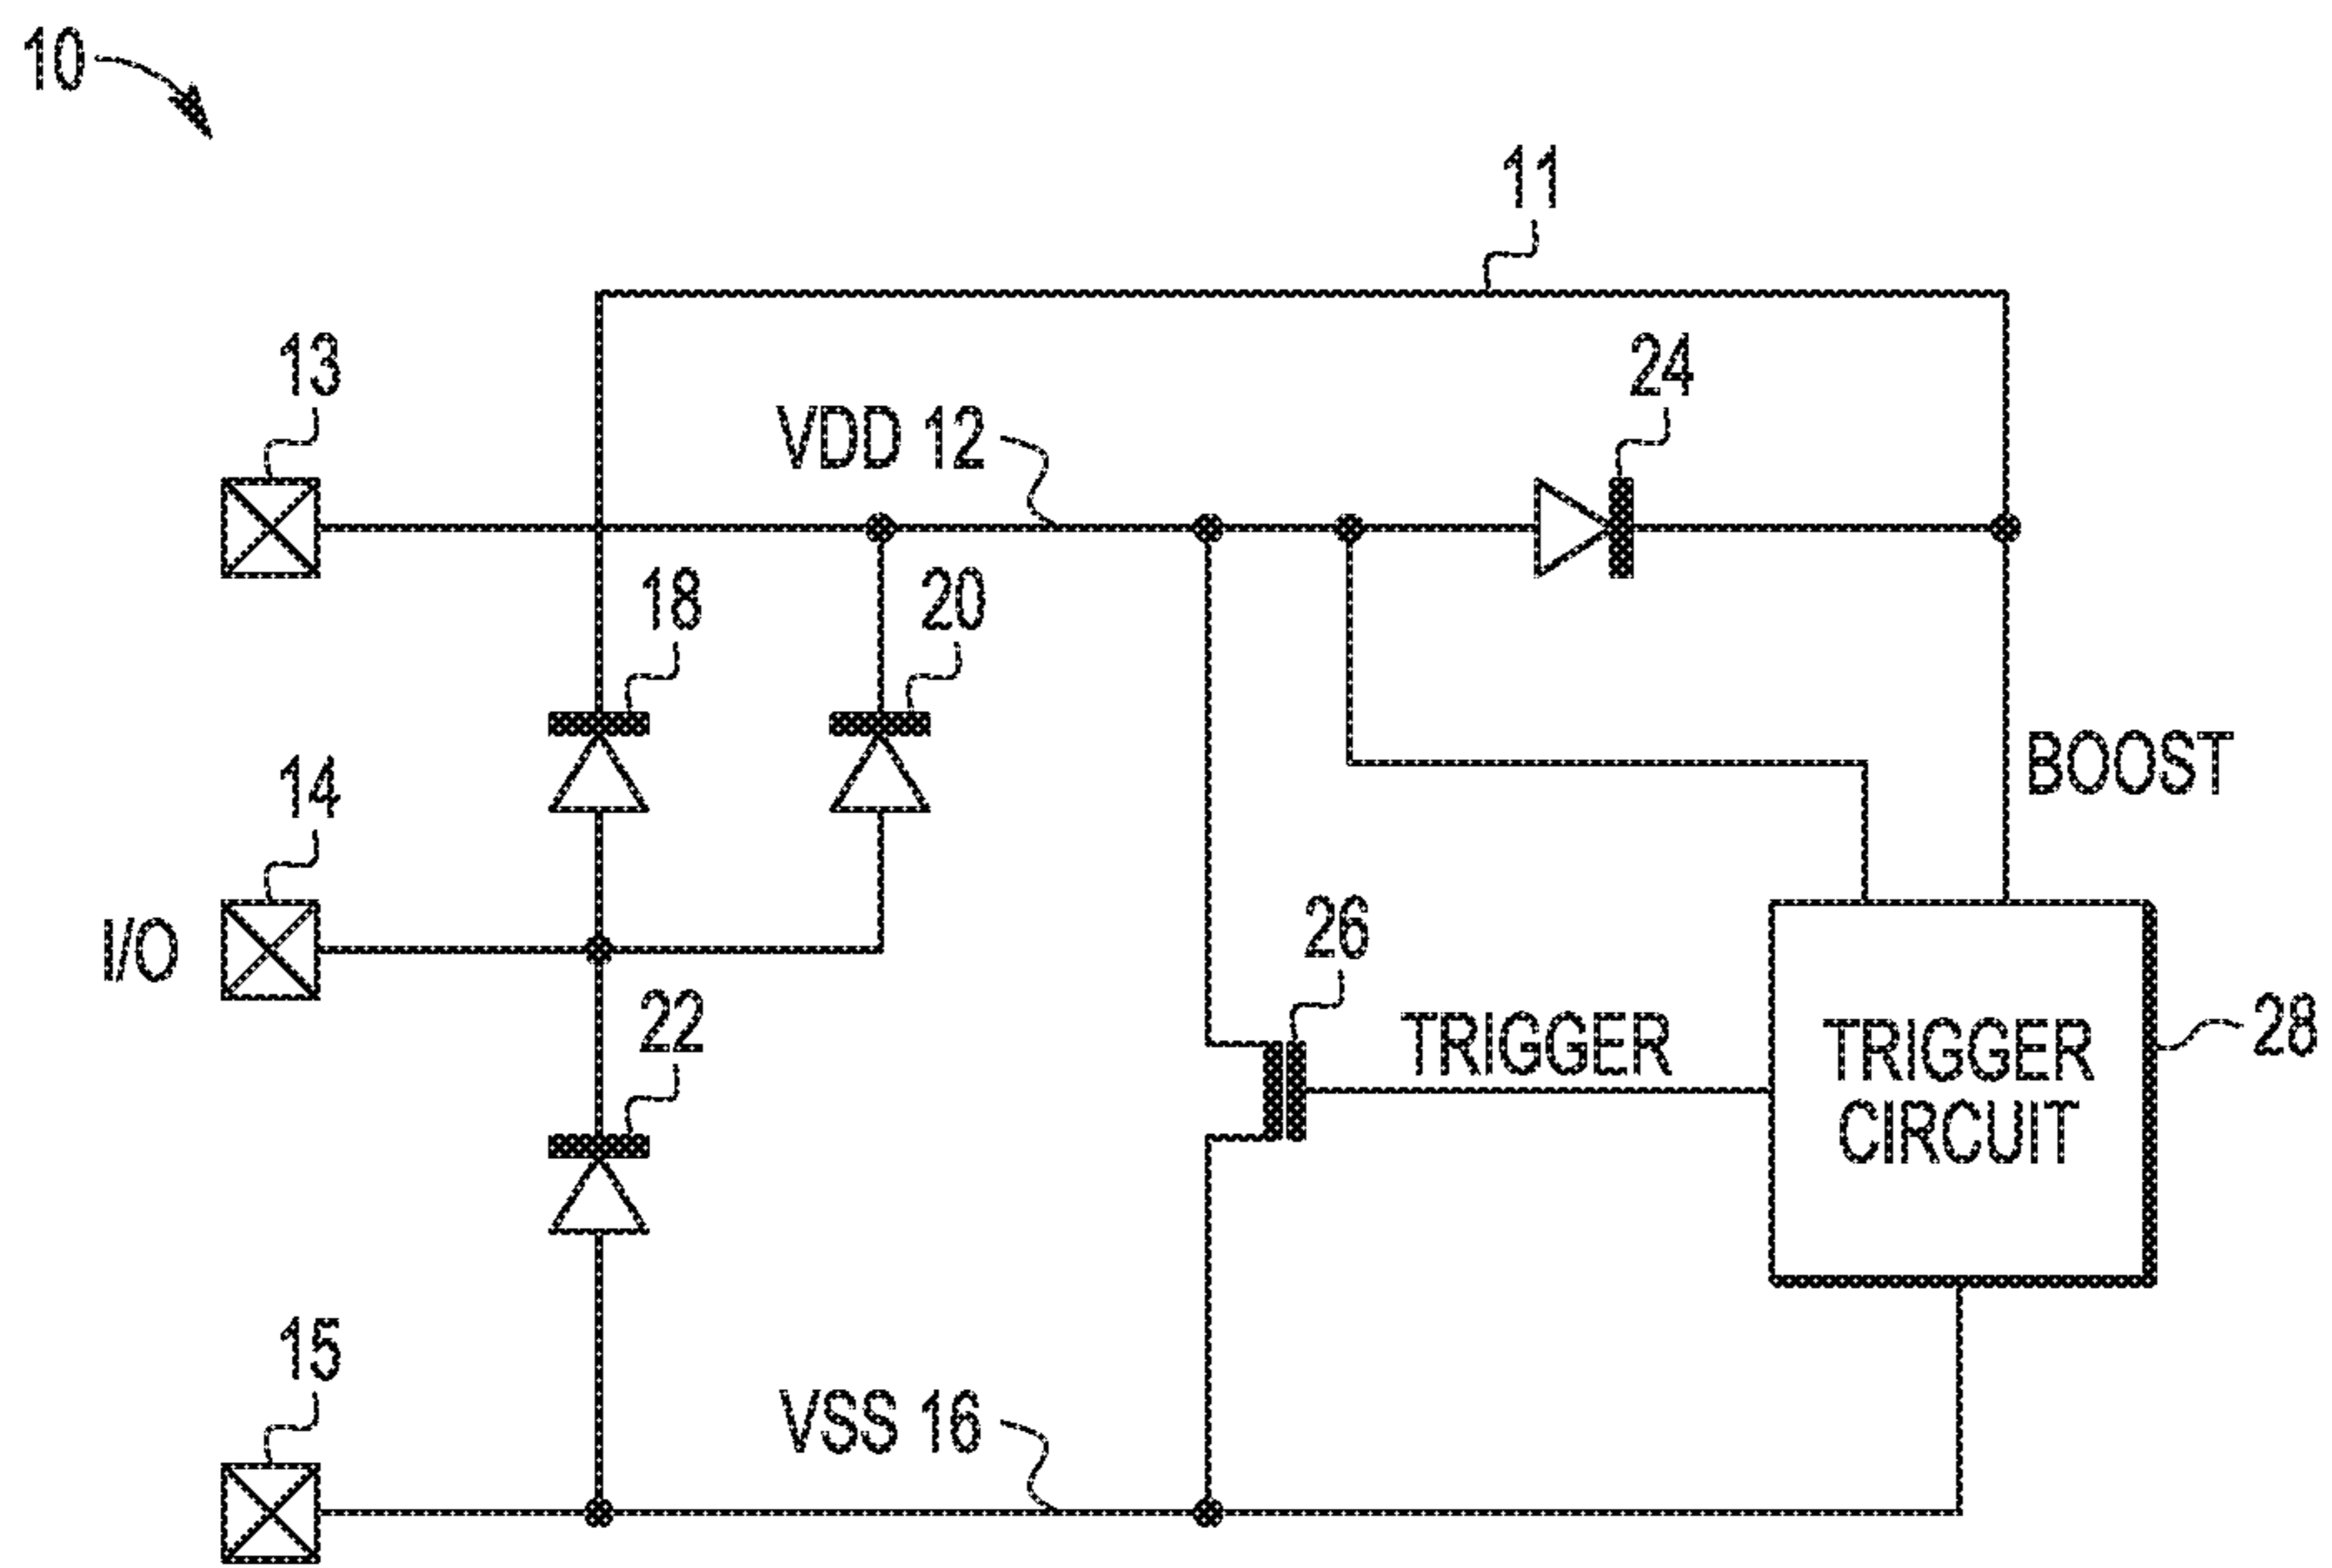 10
11
13
VDD 12
24
18
20
BOOST
14
I/O
26
22
TRIGGER
TRIGGER
CIRCUIT
28
15
VSS 16